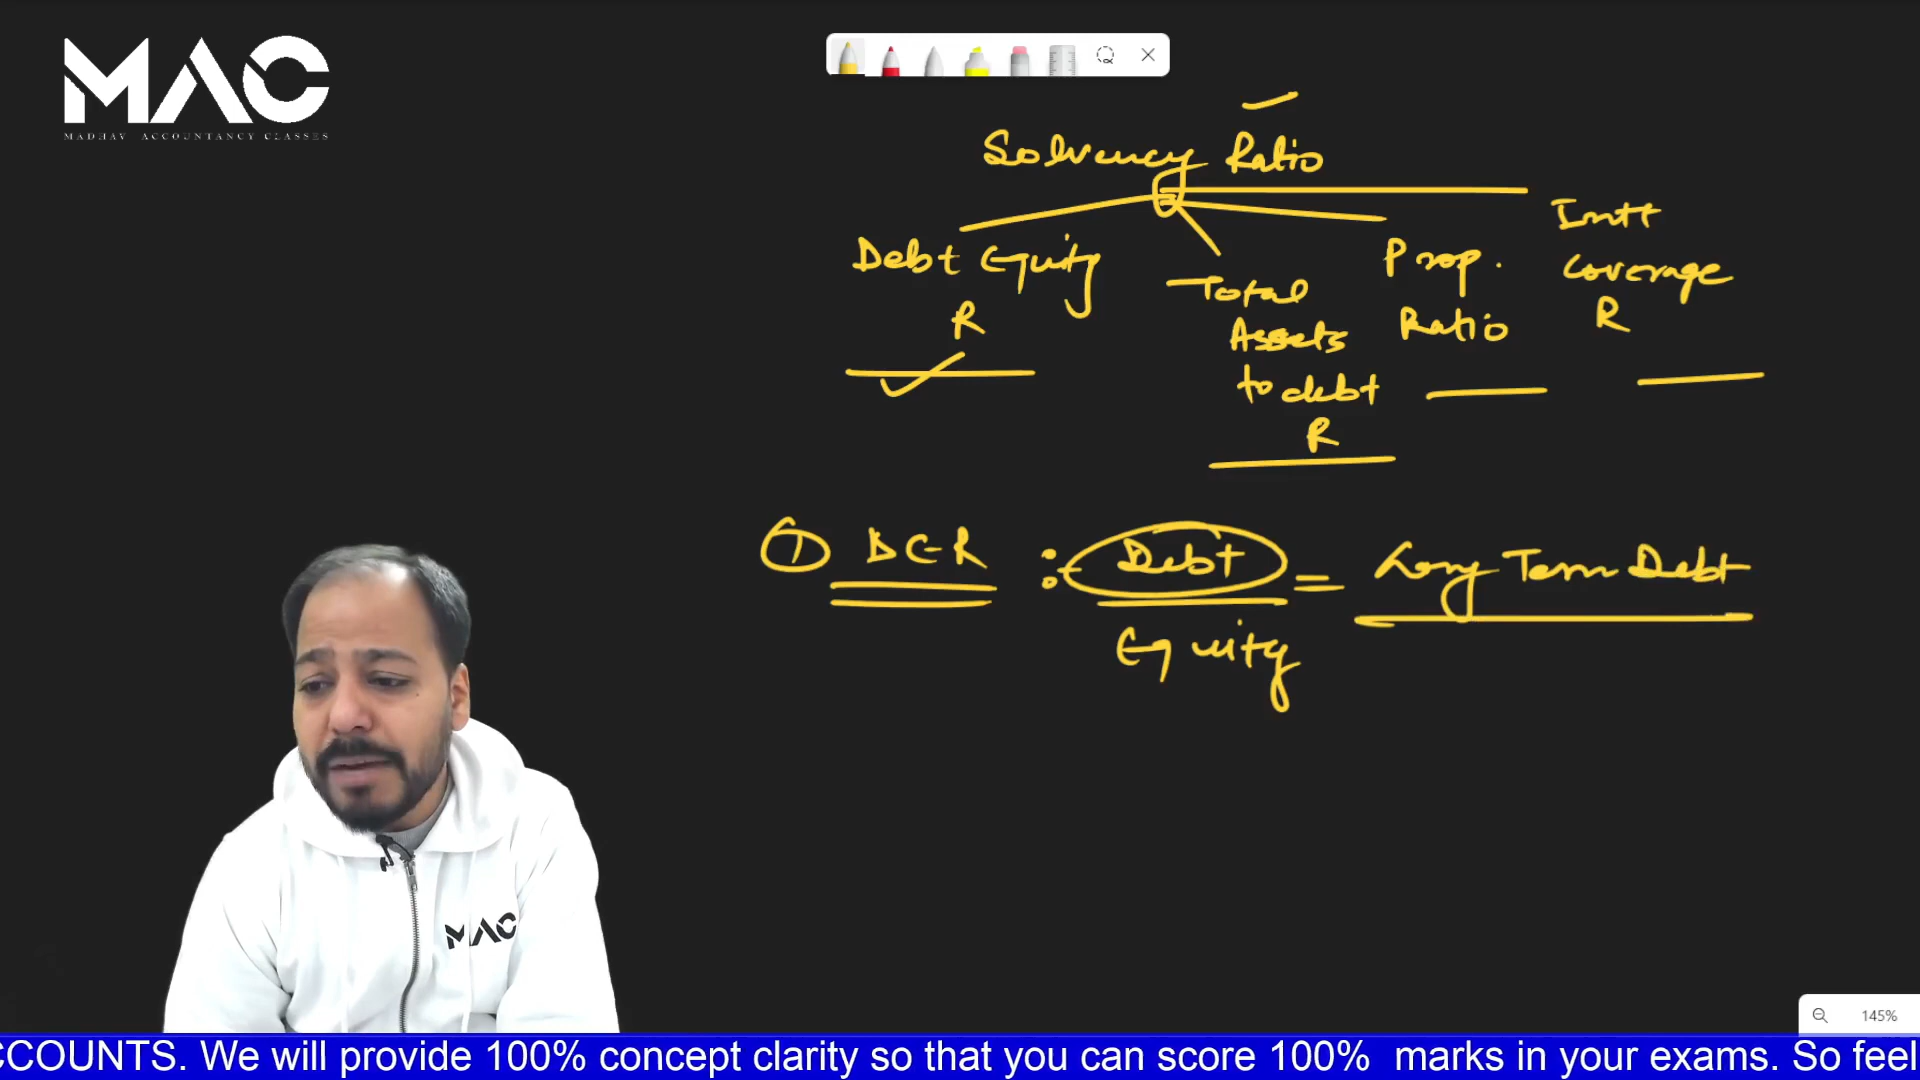 MAC
MADHAV ACCOUNTANCY CLASSES
Solvency Ratio
Debt Equity
R
Total
Assets
to debt
R
Prop.
Ratio
Intt
coverage
R
1 DER :- Debt = Long Term Debt
Equity
MAC
145%
CCOUNTS. We will provide 100% concept clarity so that you can score 100% marks in your exams. So feel